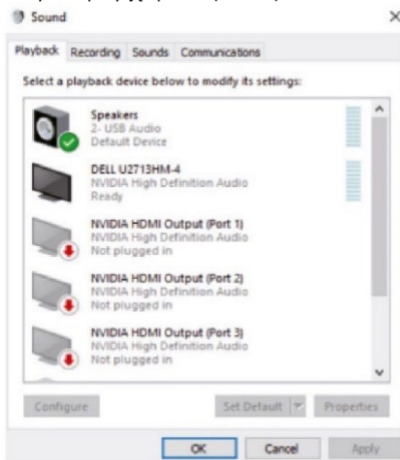 Sound
Playback Recording Sounds Communications
Select a playback device below to modify its settings:
Speakers
2- USB Audio
Default Device
DELL U2713HM-4
NVIDIA High Definition Audio
Ready
NVIDIA HDMI Output (Port 1)
NVIDIA High Definition Audio
Not plugged in
NVIDIA HDMI Output (Port 2)
NVIDIA High Definition Audio
Not plugged in
NVIDIA HDMI Output (Port 3)
NVIDIA High Definition Audio
Not plugged in
Configure Set Default Properties
OK Cancel Apply